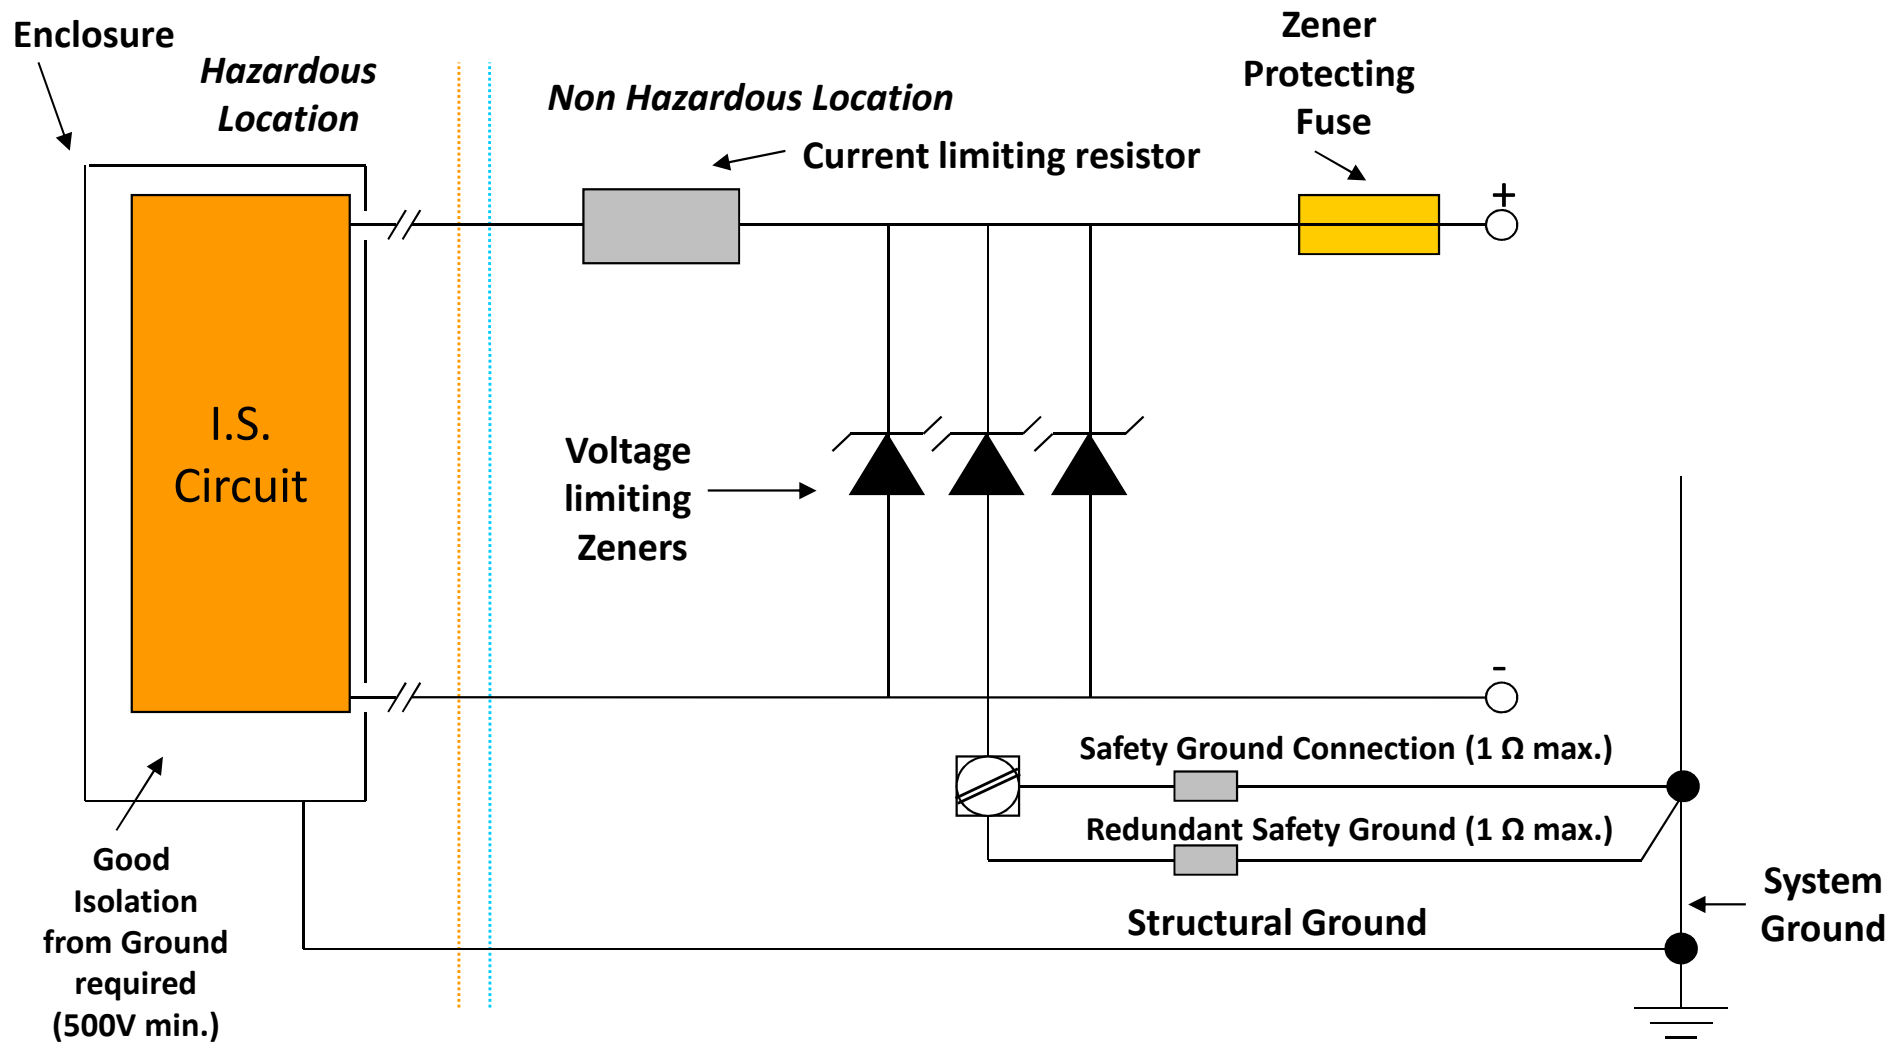 Enclosure
Hazardous
Location
Non Hazardous Location
Current limiting resistor
Zener
Protecting
Fuse
+
I.S.
Circuit
Voltage
limiting
Zeners
-
Safety Ground Connection (1 Ω max.)
Redundant Safety Ground (1 Ω max.)
Good
Isolation
from Ground
required
(500V min.)
Structural Ground
System
Ground